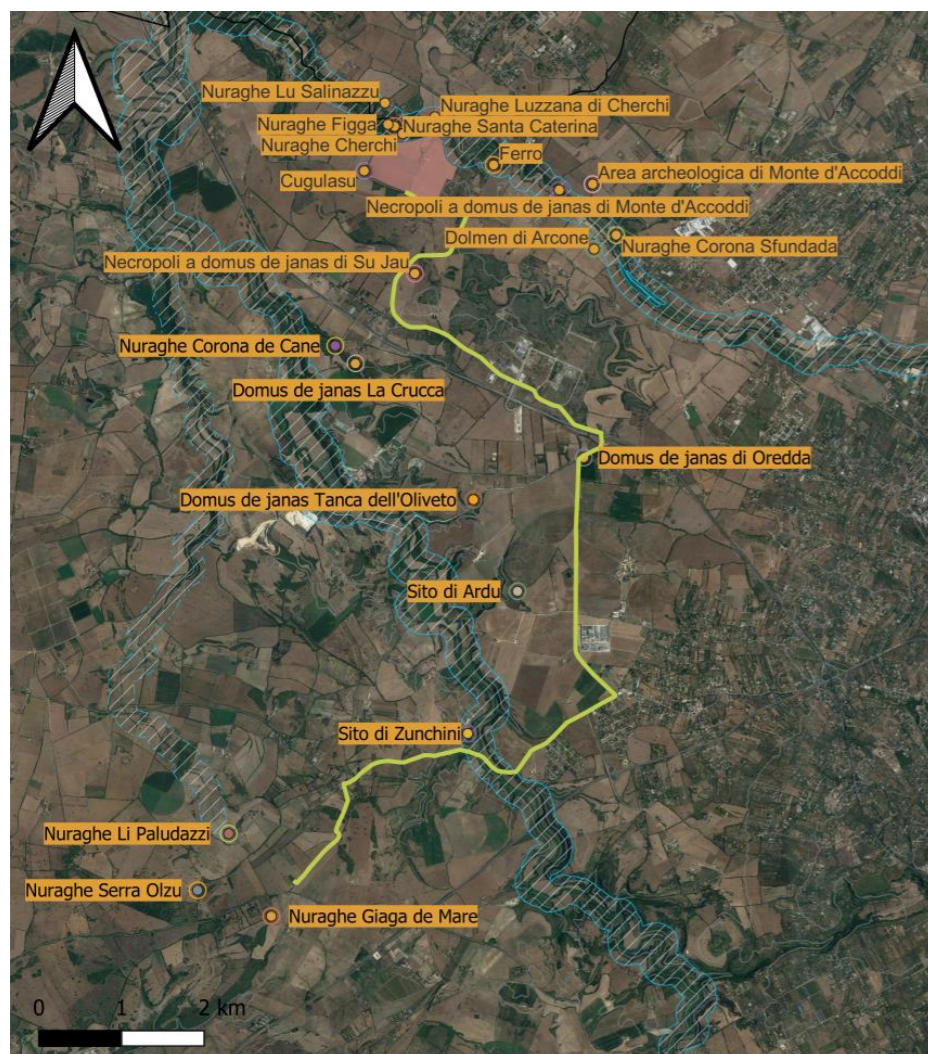 Nuraghe Lu Salinazzu
Nuraghe Luzzana di Cherchi
Nuraghe Figga
Nuraghe Santa Caterina
Nuraghe Cherchi
Ferro
Cugulasu
Area archeologica di Monte d'Accoddi
Necropoli a domus de janas di Monte d'Accoddi
Dolmen di Arcone
Nuraghe Corona Sfundada
Necropoli a domus de janas di Su Jau
Nuraghe Corona de Cane
Domus de janas La Crucca
Domus de janas di Oredda
Domus de janas Tanca dell'Oliveto
Sito di Ardu
Sito di Zunchini
Nuraghe Li Paludazzi
Nuraghe Serra Olzu
Nuraghe Giaga de Mare
0 1 2 km